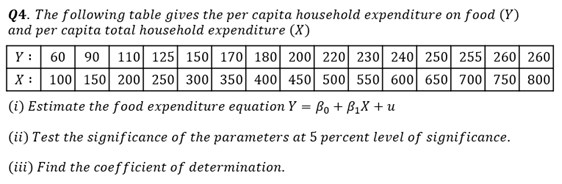 Q4. The following table gives the per capita household expenditure on food (Y)
and per capita total household expenditure (X)
Y : 60 90 110 125 150 170 180 200 220 230 240 250 255 260 260
X : 100 150 200 250 300 350 400 450 500 550 600 650 700 750 800
(i) Estimate the food expenditure equation Y = β₀ + β₁X + u
(ii) Test the significance of the parameters at 5 percent level of significance.
(iii) Find the coefficient of determination.